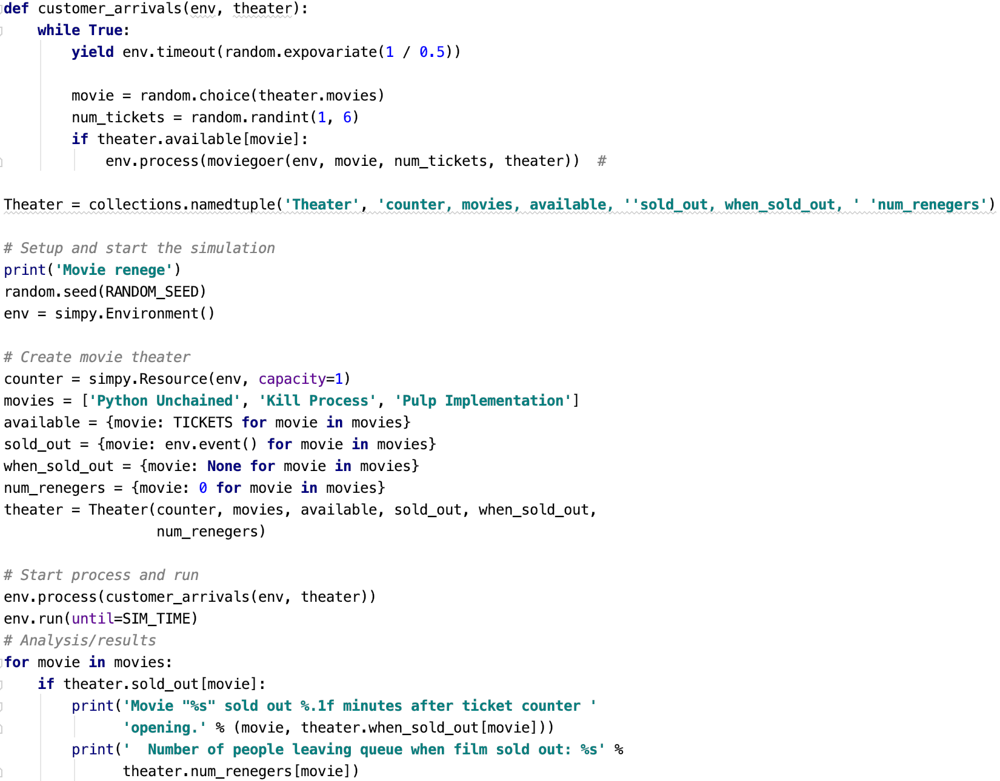 def customer_arrivals(env, theater):
    while True:
        yield env.timeout(random.expovariate(1 / 0.5))

        movie = random.choice(theater.movies)
        num_tickets = random.randint(1, 6)
        if theater.available[movie]:
            env.process(moviegoer(env, movie, num_tickets, theater))  #

Theater = collections.namedtuple('Theater', 'counter, movies, available, ''sold_out, when_sold_out, ' 'num_renegers')

# Setup and start the simulation
print('Movie renege')
random.seed(RANDOM_SEED)
env = simpy.Environment()

# Create movie theater
counter = simpy.Resource(env, capacity=1)
movies = ['Python Unchained', 'Kill Process', 'Pulp Implementation']
available = {movie: TICKETS for movie in movies}
sold_out = {movie: env.event() for movie in movies}
when_sold_out = {movie: None for movie in movies}
num_renegers = {movie: 0 for movie in movies}
theater = Theater(counter, movies, available, sold_out, when_sold_out,
                  num_renegers)

# Start process and run
env.process(customer_arrivals(env, theater))
env.run(until=SIM_TIME)
# Analysis/results
for movie in movies:
    if theater.sold_out[movie]:
        print('Movie "%s" sold out %.1f minutes after ticket counter '
              'opening.' % (movie, theater.when_sold_out[movie]))
        print('  Number of people leaving queue when film sold out: %s' %
              theater.num_renegers[movie])